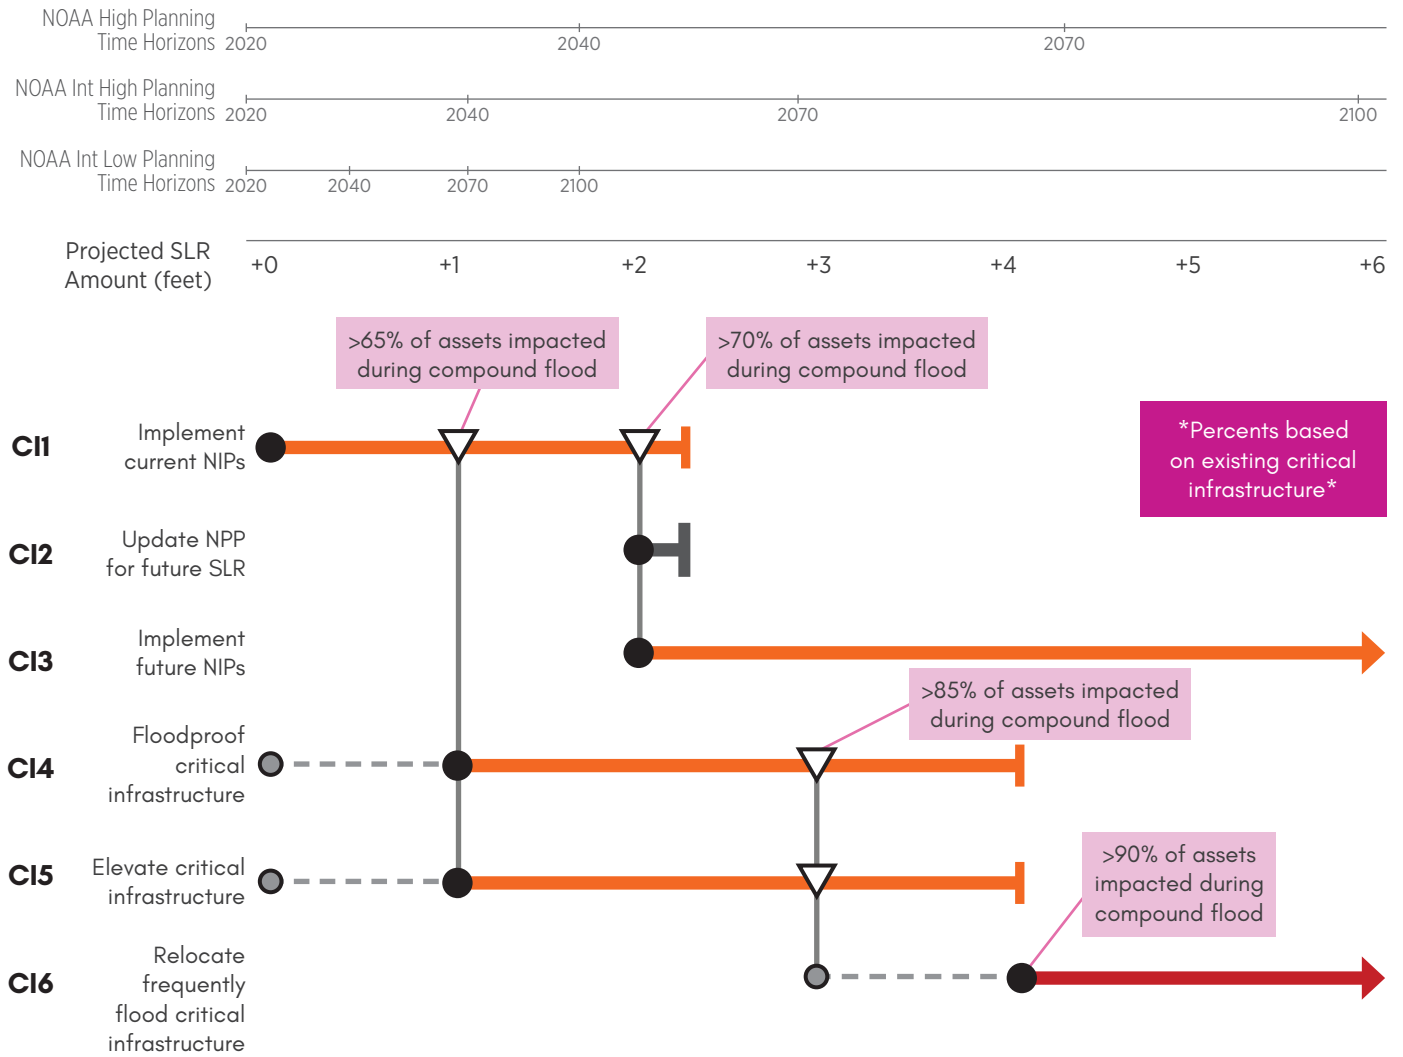 NOAA High Planning
Time Horizons
2020
2040
2070
NOAA Int High Planning
Time Horizons
2020
2040
2070
2100
NOAA Int Low Planning
Time Horizons
2020
2040
2070
2100
Projected SLR
Amount (feet)
+0
+1
+2
+3
+4
+5
+6
>65% of assets impacted
during compound flood
>70% of assets impacted
during compound flood
*Percents based
on existing critical
infrastructure*
CI1
Implement
current NIPs
CI2
Update NPP
for future SLR
CI3
Implement
future NIPs
>85% of assets impacted
during compound flood
CI4
Floodproof
critical
infrastructure
CI5
Elevate critical
infrastructure
>90% of assets
impacted during
compound flood
CI6
Relocate
frequently
flood critical
infrastructure